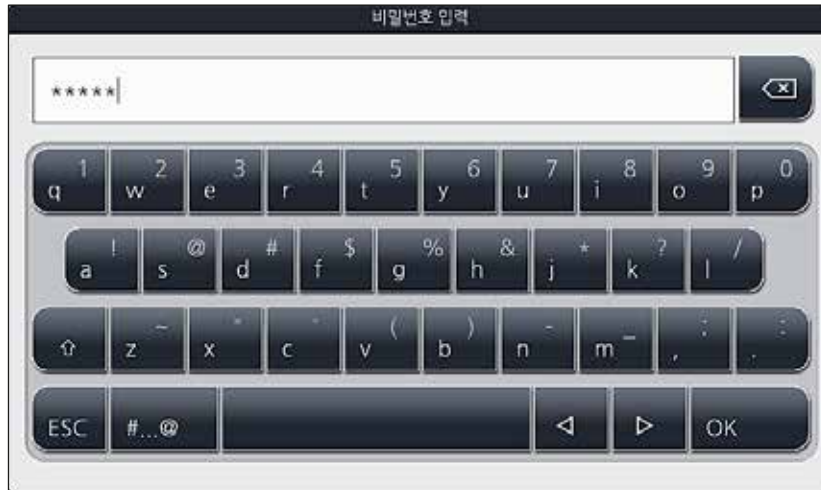 비밀번호 입력
*****
1 2 3 4 5 6 7 8 9 0
q w e r t y u i o p
! @ # $ % & * ? /
a s d f g h j k l
~ " ' ( ) - _ ; :
z x c v b n m , .
ESC #...@ OK